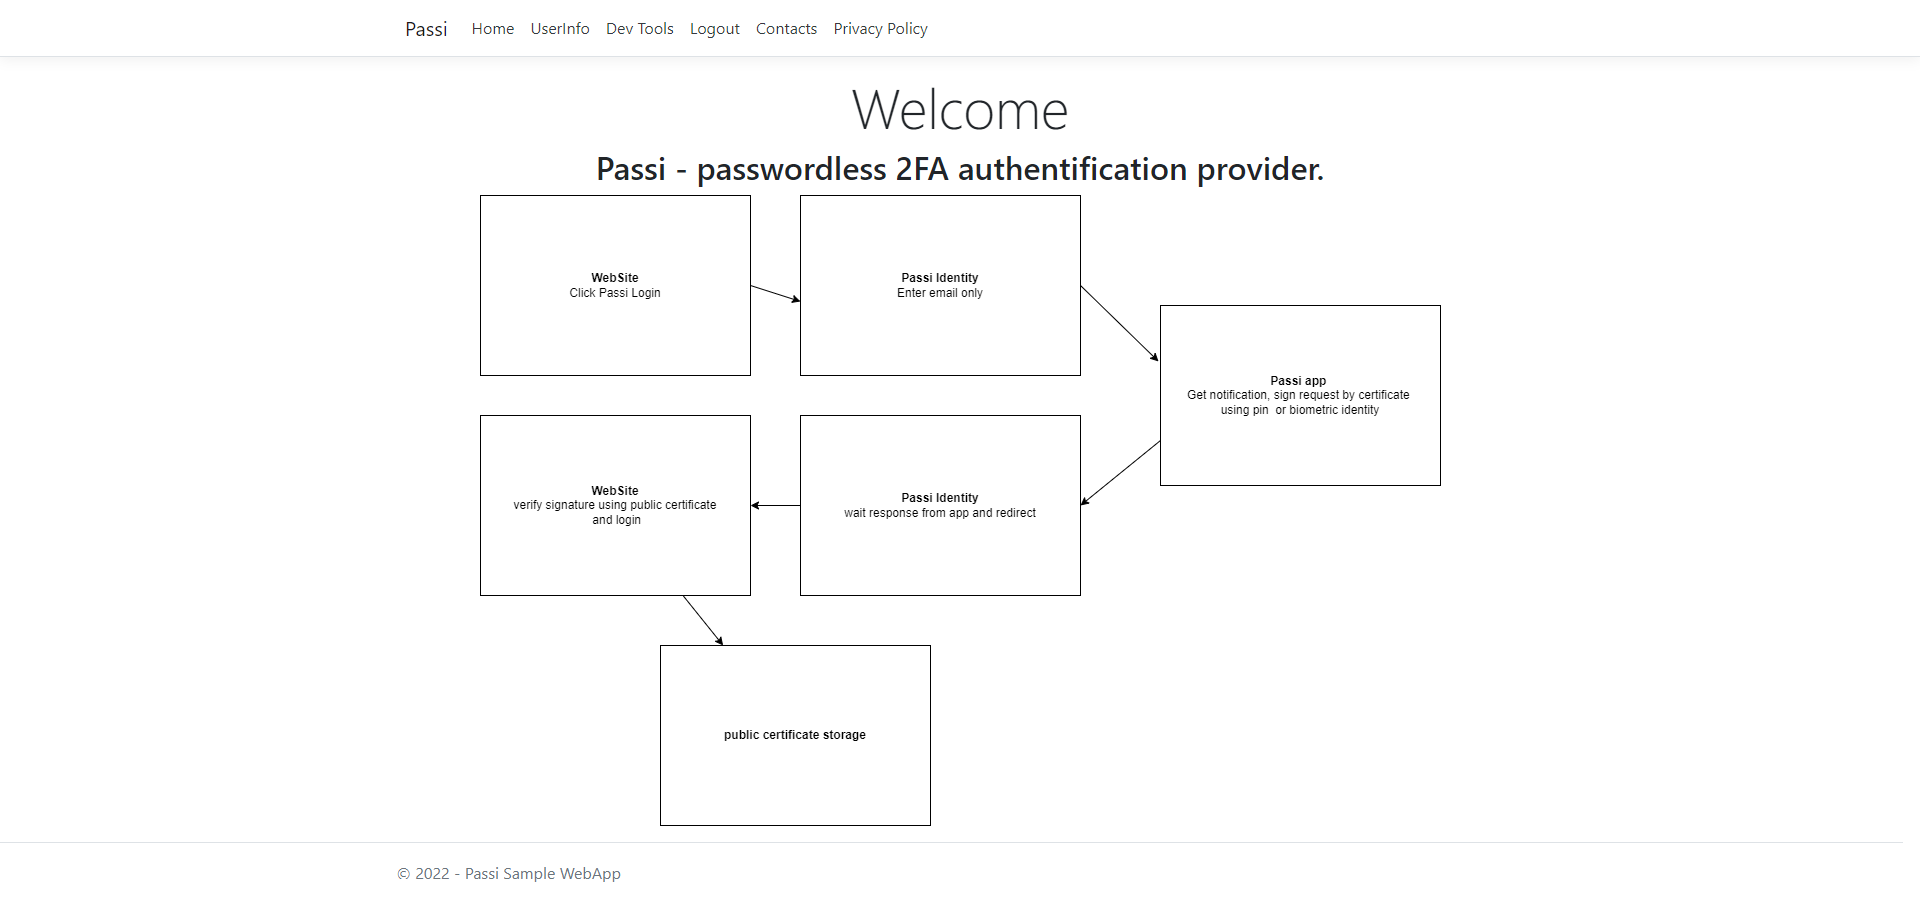 Passi Home UserInfo Dev Tools Logout Contacts Privacy Policy
Welcome
Passi - passwordless 2FA authentification provider.
WebSite
Click Passi Login
Passi Identity
Enter email only
Passi app
Get notification, sign request by certificate
using pin or biometric identity
WebSite
verify signature using public certificate
and login
Passi Identity
wait response from app and redirect
public certificate storage
© 2022 - Passi Sample WebApp